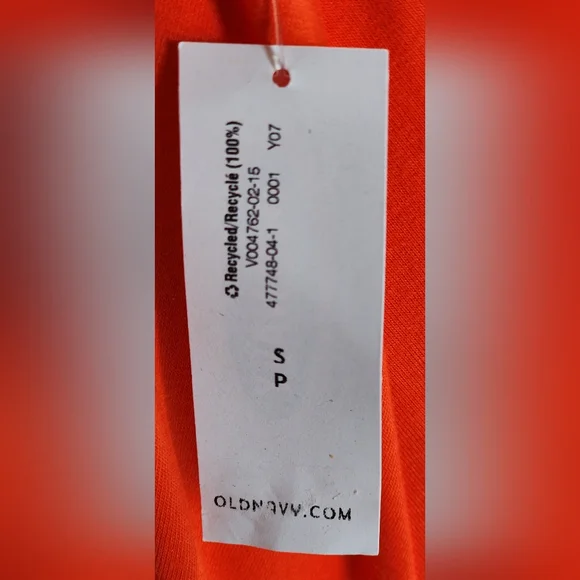 ♻ Recycled/Recyclé (100%)
V004762-02-15
477748-04-1 0001 Y07
S
P
OLDNAVY.COM